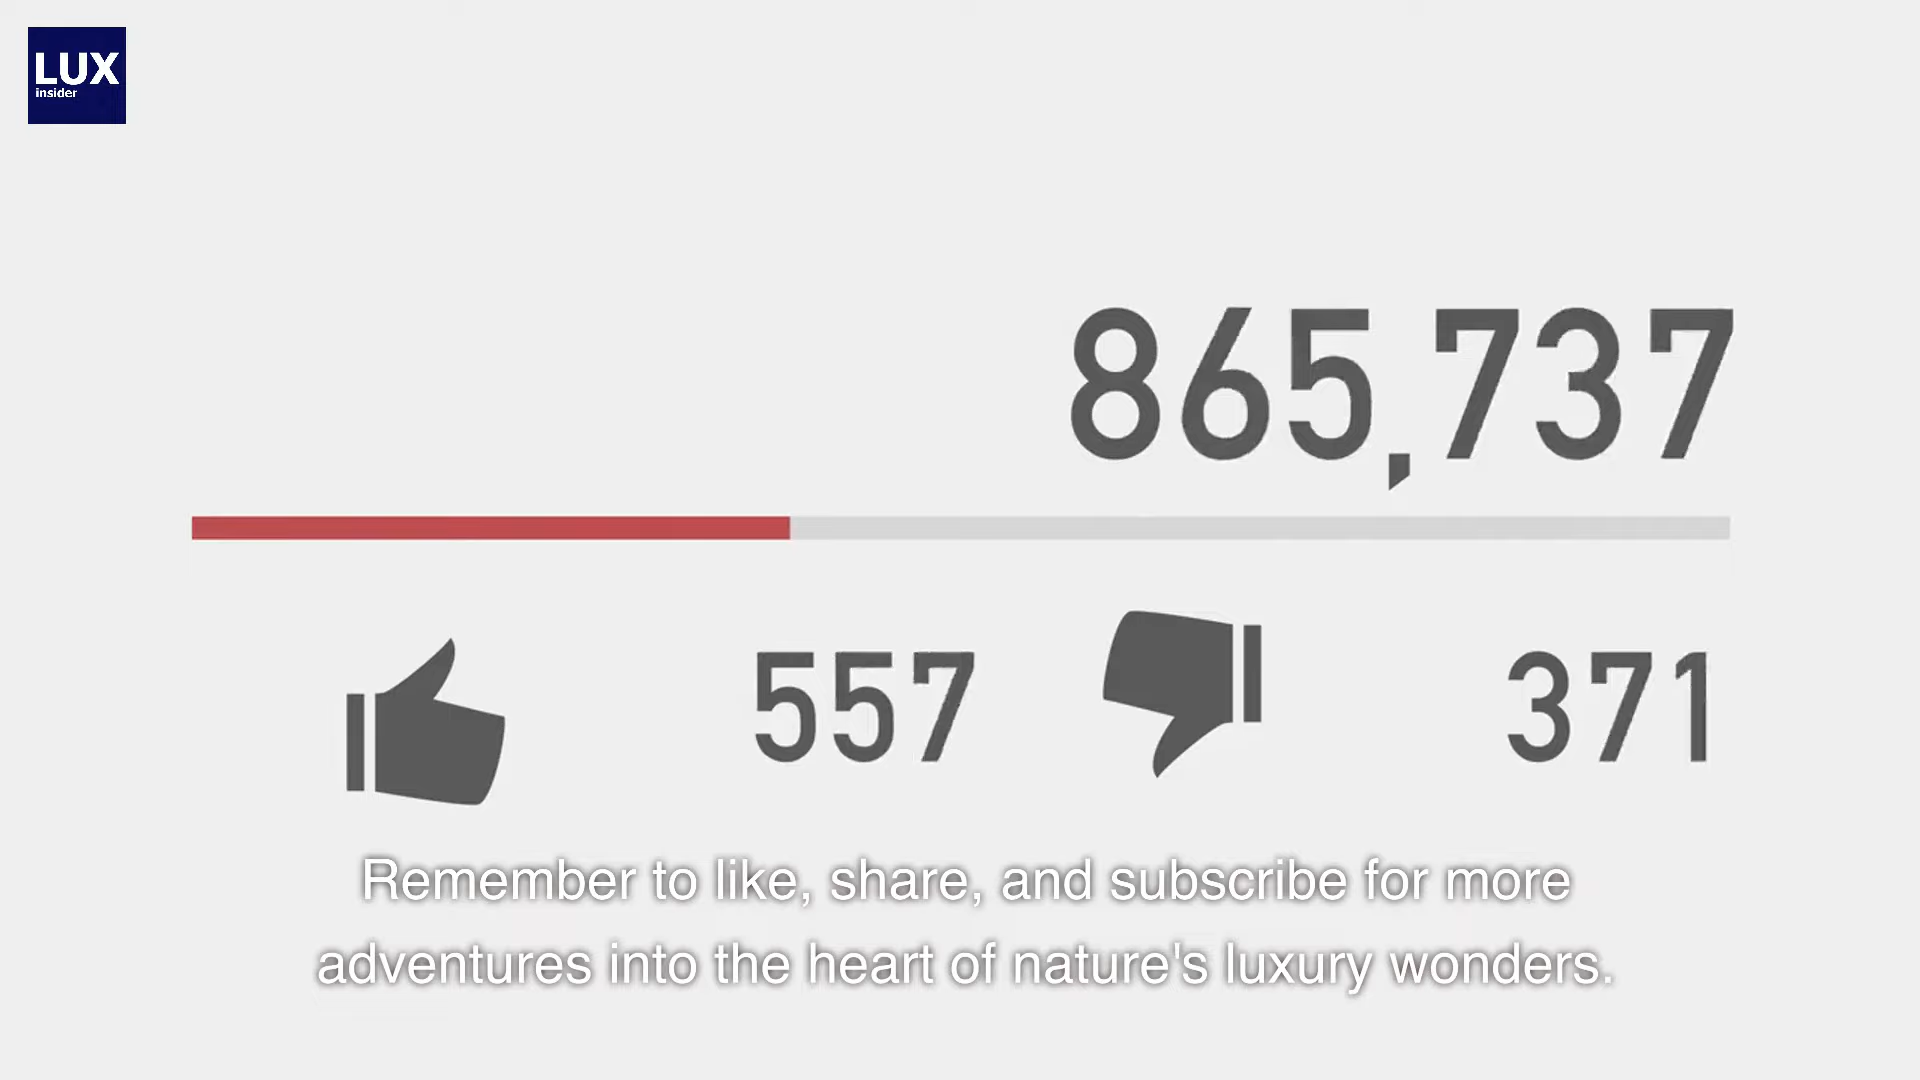 LUX
insider
865,737
557
371
Remember to like, share, and subscribe for more
adventures into the heart of nature's luxury wonders.